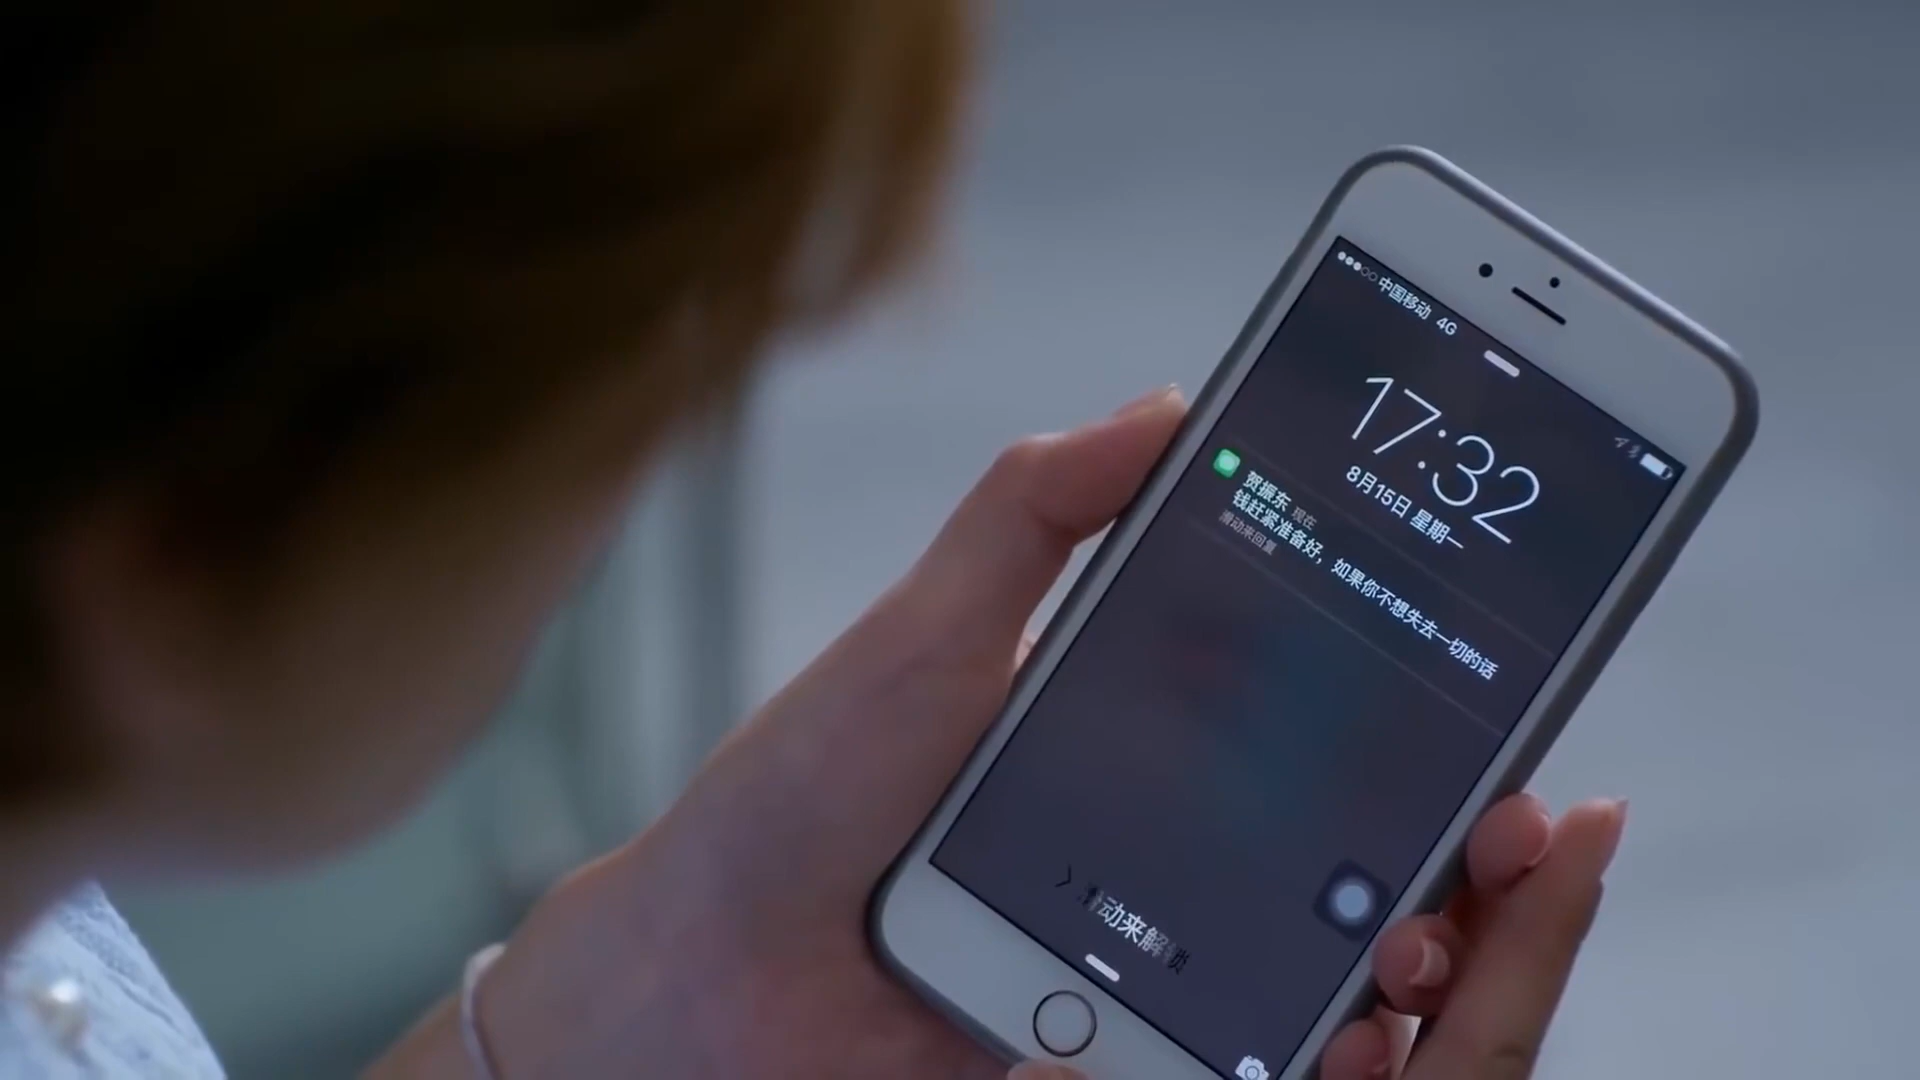 中国移动 4G
17:32
8月15日 星期一
贺振东 现在
钱赶紧准备好，如果你不想失去一切的话
滑动来回复
滑动来解锁